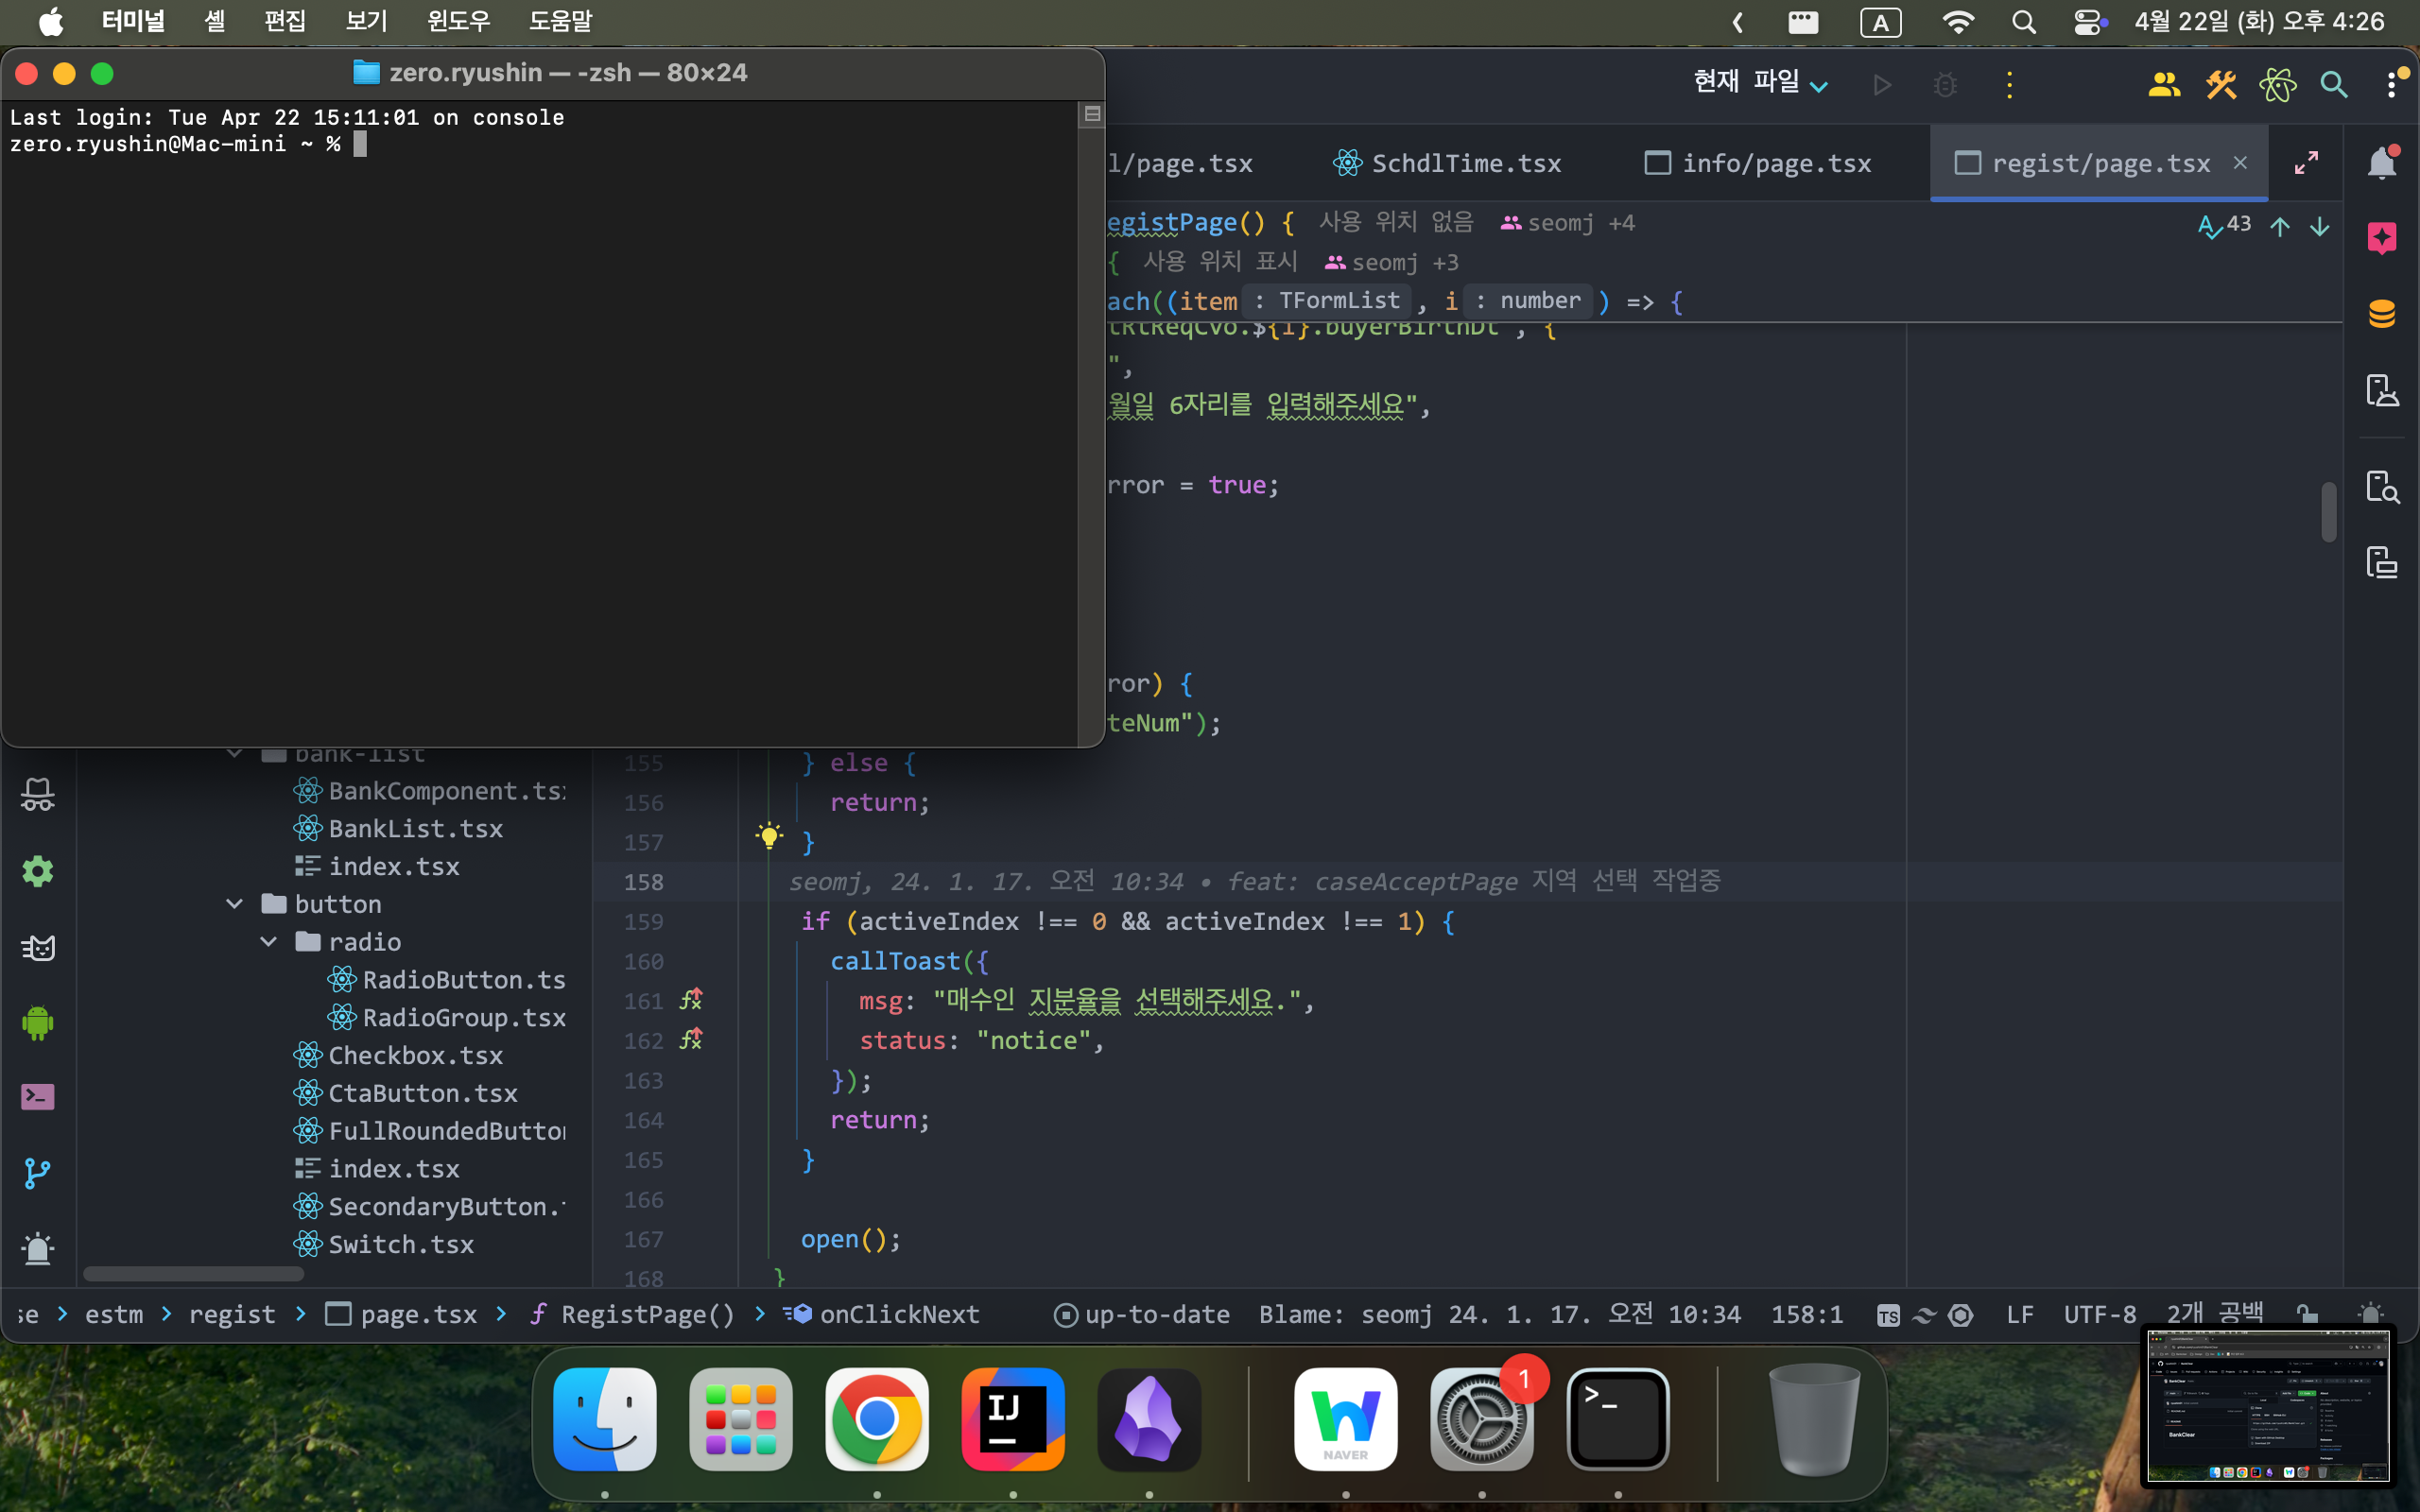 터미널 셸 편집 보기 윈도우 도움말 A 4월 22일 (화) 오후 4:26
zero.ryushin — -zsh — 80×24
Last login: Tue Apr 22 15:11:01 on console
zero.ryushin@Mac-mini ~ %
현재 파일
l/page.tsx SchdlTime.tsx info/page.tsx regist/page.tsx
egistPage() { 사용 위치 없음 seomj +4
43
{ 사용 위치 표시 seomj +3
ach((item : TFormList , i : number ) => {
tRtReqCvo.${i}.buyerBirthDt`, {
",
월일 6자리를 입력해주세요",
rror = true;
ror) {
teNum");
bank-list
BankComponent.ts
BankList.tsx
index.tsx
button
radio
RadioButton.ts
RadioGroup.tsx
Checkbox.tsx
CtaButton.tsx
FullRoundedButto
index.tsx
SecondaryButton.
Switch.tsx
155 } else {
156 return;
157 }
158 seomj, 24. 1. 17. 오전 10:34 • feat: caseAcceptPage 지역 선택 작업중
159 if (activeIndex !== 0 && activeIndex !== 1) {
160 callToast({
161 msg: "매수인 지분율을 선택해주세요.",
162 status: "notice",
163 });
164 return;
165 }
166
167 open();
168 }
se > estm > regist > page.tsx > f RegistPage() > onClickNext up-to-date Blame: seomj 24. 1. 17. 오전 10:34 158:1 TS LF UTF-8 2개 공백
IJ
NAVER
1
>_
BankClear